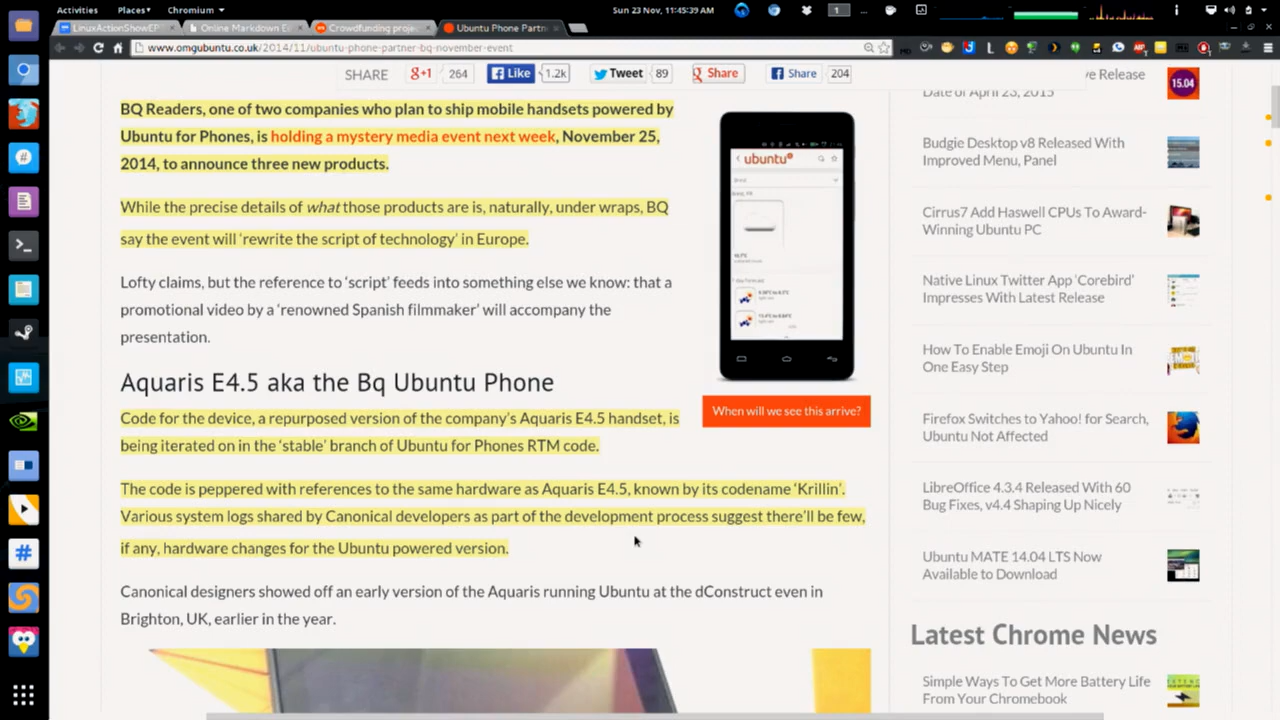 Activities
Places
Chromium
Sun 23 Nov, 11:45:39 AM
1
LinuxActionShowEP
Online Markdown E
Crowdfunding proje
Ubuntu Phone Partn
www.omgubuntu.co.uk/2014/11/ubuntu-phone-partner-bq-november-event
SHARE
+1 264
Like 1.2k
Tweet 89
Share
Share 204
BQ Readers, one of two companies who plan to ship mobile handsets powered by
Ubuntu for Phones, is holding a mystery media event next week, November 25,
2014, to announce three new products.
While the precise details of what those products are is, naturally, under wraps, BQ
say the event will ‘rewrite the script of technology’ in Europe.
Lofty claims, but the reference to ‘script’ feeds into something else we know: that a
promotional video by a ‘renowned Spanish filmmaker’ will accompany the
presentation.
ubuntu
When will we see this arrive?
Aquaris E4.5 aka the Bq Ubuntu Phone
Code for the device, a repurposed version of the company’s Aquaris E4.5 handset, is
being iterated on in the ‘stable’ branch of Ubuntu for Phones RTM code.
The code is peppered with references to the same hardware as Aquaris E4.5, known by its codename ‘Krillin’.
Various system logs shared by Canonical developers as part of the development process suggest there’ll be few,
if any, hardware changes for the Ubuntu powered version.
Canonical designers showed off an early version of the Aquaris running Ubuntu at the dConstruct even in
Brighton, UK, earlier in the year.
ve Release
Date of April 23, 2015
15.04
Budgie Desktop v8 Released With
Improved Menu, Panel
Cirrus7 Add Haswell CPUs To Award-
Winning Ubuntu PC
Native Linux Twitter App ‘Corebird’
Impresses With Latest Release
How To Enable Emoji On Ubuntu In
One Easy Step
Firefox Switches to Yahoo! for Search,
Ubuntu Not Affected
LibreOffice 4.3.4 Released With 60
Bug Fixes, v4.4 Shaping Up Nicely
Ubuntu MATE 14.04 LTS Now
Available to Download
Latest Chrome News
Simple Ways To Get More Battery Life
From Your Chromebook